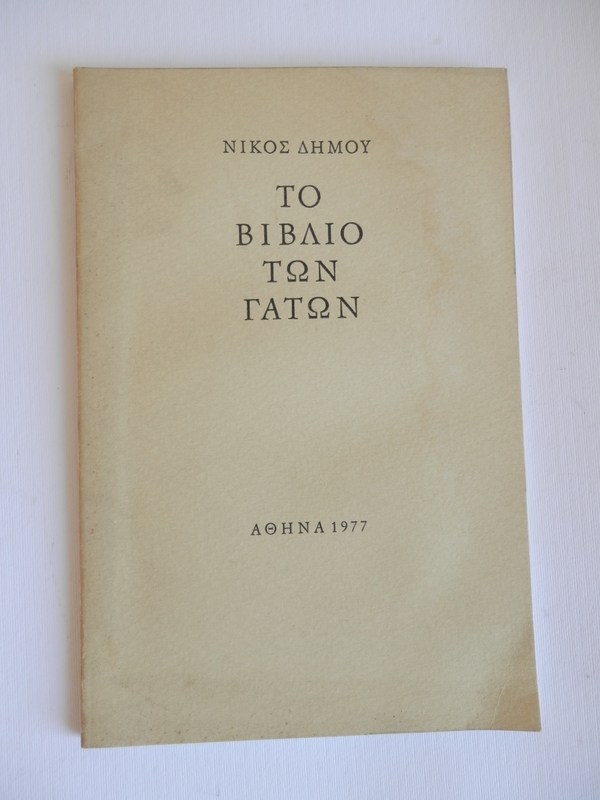 ΝΙΚΟΣ ΔΗΜΟΥ
ΤΟ
ΒΙΒΛΙΟ
ΤΩΝ
ΓΑΤΩΝ
ΑΘΗΝΑ 1977